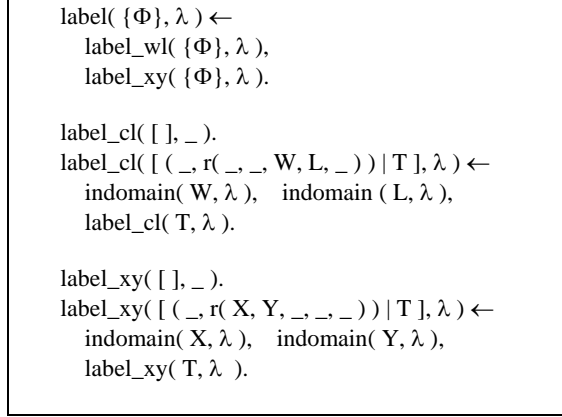 label( {Φ}, λ ) ←
label_wl( {Φ}, λ ),
label_xy( {Φ}, λ ).
label_cl( [ ], _ ).
label_cl( [ ( _, r( _, _, W, L, _ ) ) | T ], λ ) ←
indomain( W, λ ), indomain ( L, λ ),
label_cl( T, λ ).
label_xy( [ ], _ ).
label_xy( [ ( _, r( X, Y, _, _, _ ) ) | T ], λ ) ←
indomain( X, λ ), indomain( Y, λ ),
label_xy( T, λ ).